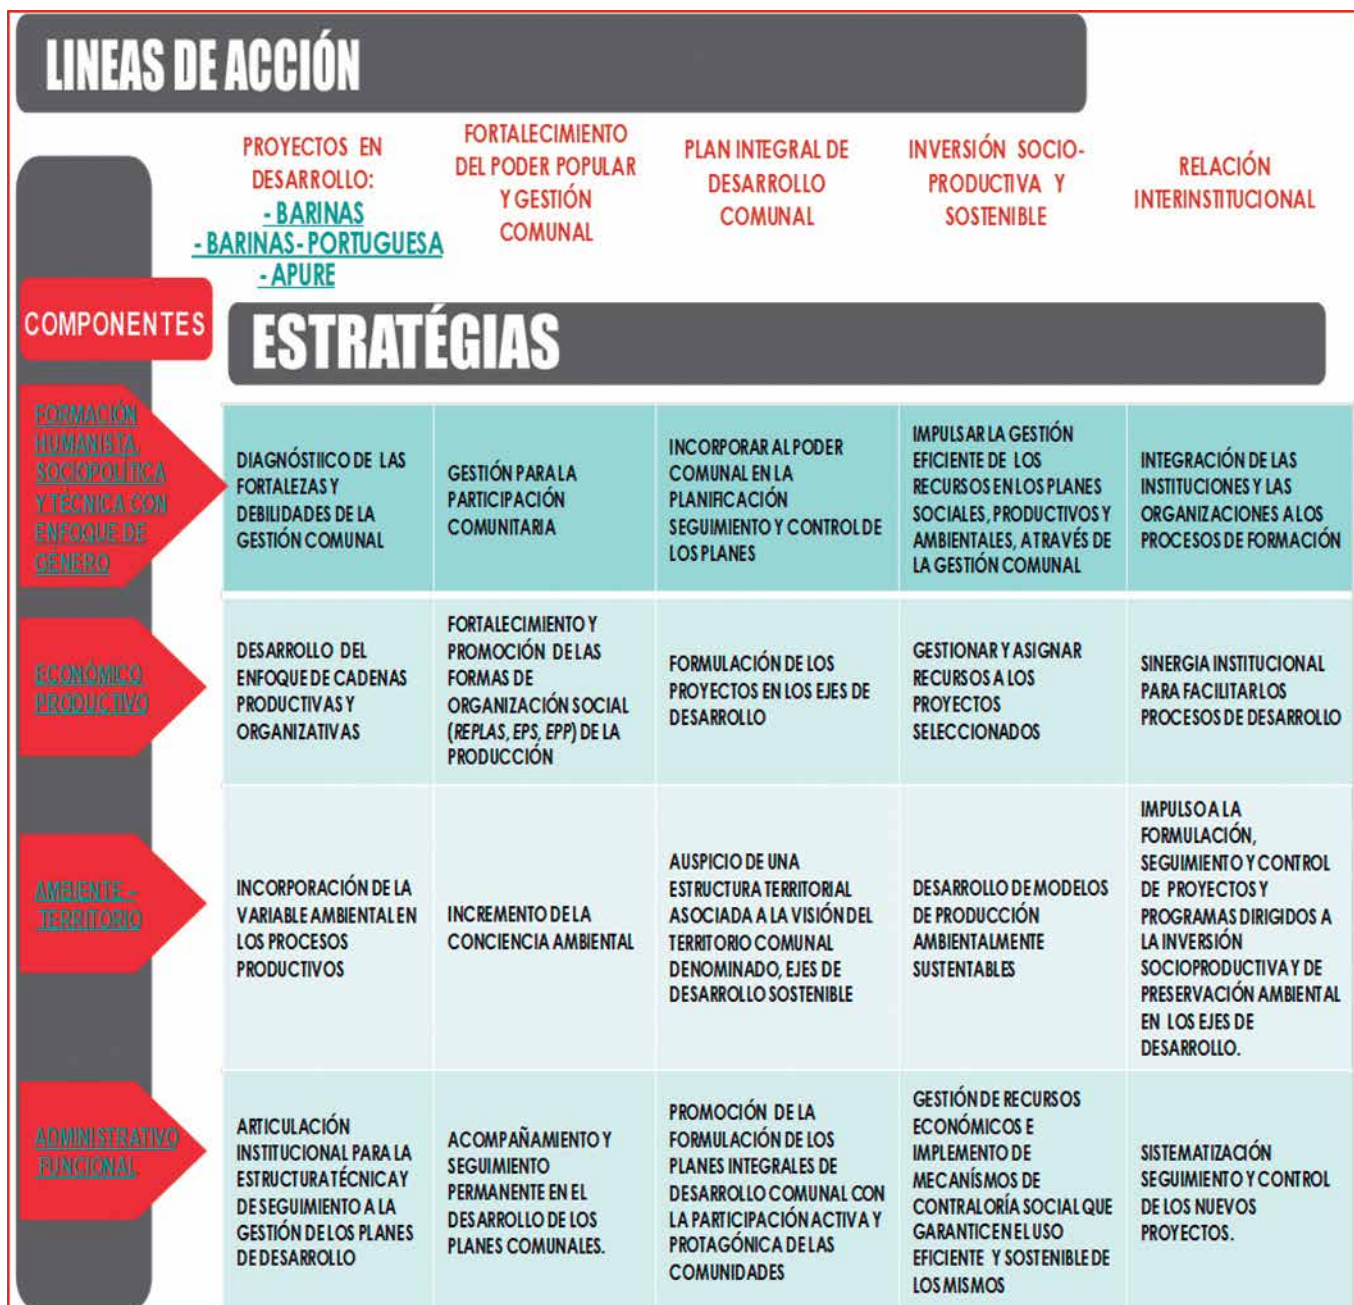 LINEAS DE ACCIÓN
PROYECTOS EN
DESARROLLO:
- BARINAS
- BARINAS- PORTUGUESA
- APURE
FORTALECIMIENTO
DEL PODER POPULAR
Y GESTIÓN
COMUNAL
PLAN INTEGRAL DE
DESARROLLO
COMUNAL
INVERSIÓN SOCIO-
PRODUCTIVA Y
SOSTENIBLE
RELACIÓN
INTERINSTITUCIONAL
COMPONENTES
ESTRATÉGIAS
FORMACIÓN
HUMANISTA,
SOCIOPOLÍTICA
Y TÉCNICA CON
ENFOQUE DE
GÉNERO
DIAGNÓSTIICO DE LAS
FORTALEZAS Y
DEBILIDADES DE LA
GESTIÓN COMUNAL
GESTIÓN PARA LA
PARTICIPACIÓN
COMUNITARIA
INCORPORAR AL PODER
COMUNAL EN LA
PLANIFICACIÓN
SEGUIMIENTO Y CONTROL DE
LOS PLANES
IMPULSAR LA GESTIÓN
EFICIENTE DE LOS
RECURSOS EN LOS PLANES
SOCIALES, PRODUCTIVOS Y
AMBIENTALES, ATRAVÉS DE
LA GESTIÓN COMUNAL
INTEGRACIÓN DE LAS
INSTITUCIONES Y LAS
ORGANIZACIONES A LOS
PROCESOS DE FORMACIÓN
ECONÓMICO
PRODUCTIVO
DESARROLLO DEL
ENFOQUE DE CADENAS
PRODUCTIVAS Y
ORGANIZATIVAS
FORTALECIMIENTO Y
PROMOCIÓN DE LAS
FORMAS DE
ORGANIZACIÓN SOCIAL
(REPLAS, EPS, EPP) DE LA
PRODUCCIÓN
FORMULACIÓN DE LOS
PROYECTOS EN LOS EJES DE
DESARROLLO
GESTIONAR Y ASIGNAR
RECURSOS A LOS
PROYECTOS
SELECCIONADOS
SINERGIA INSTITUCIONAL
PARA FACILITAR LOS
PROCESOS DE DESARROLLO
AMBIENTE –
TERRITORIO
INCORPORACIÓN DE LA
VARIABLE AMBIENTAL EN
LOS PROCESOS
PRODUCTIVOS
INCREMENTO DE LA
CONCIENCIA AMBIENTAL
AUSPICIO DE UNA
ESTRUCTURA TERRITORIAL
ASOCIADA A LA VISIÓN DEL
TERRITORIO COMUNAL
DENOMINADO, EJES DE
DESARROLLO SOSTENIBLE
DESARROLLO DE MODELOS
DE PRODUCCIÓN
AMBIENTALMENTE
SUSTENTABLES
IMPULSO A LA
FORMULACIÓN,
SEGUIMIENTO Y CONTROL
DE PROYECTOS Y
PROGRAMAS DIRIGIDOS A
LA INVERSIÓN
SOCIOPRODUCTIVA Y DE
PRESERVACIÓN AMBIENTAL
EN LOS EJES DE
DESARROLLO.
ADMINISTRATIVO
FUNCIONAL
ARTICULACIÓN
INSTITUCIONAL PARA LA
ESTRUCTURA TÉCNICA Y
DE SEGUIMIENTO A LA
GESTIÓN DE LOS PLANES
DE DESARROLLO
ACOMPAÑAMIENTO Y
SEGUIMIENTO
PERMANENTE EN EL
DESARROLLO DE LOS
PLANES COMUNALES.
PROMOCIÓN DE LA
FORMULACIÓN DE LOS
PLANES INTEGRALES DE
DESARROLLO COMUNAL CON
LA PARTICIPACIÓN ACTIVA Y
PROTAGÓNICA DE LAS
COMUNIDADES
GESTIÓN DE RECURSOS
ECONÓMICOS E
IMPLEMENTO DE
MECANÍSMOS DE
CONTRALORÍA SOCIAL QUE
GARANTICEN EL USO
EFICIENTE Y SOSTENIBLE DE
LOS MISMOS
SISTEMATIZACIÓN
SEGUIMIENTO Y CONTROL
DE LOS NUEVOS
PROYECTOS.